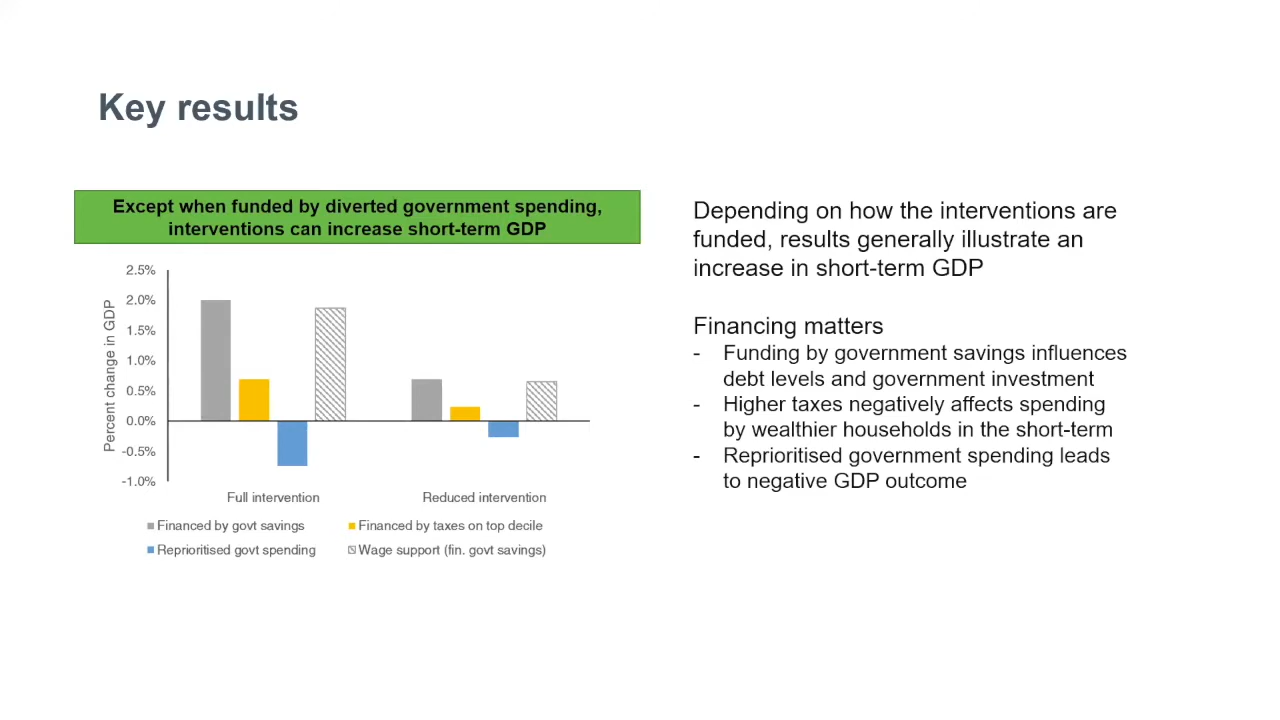 Key results
Except when funded by diverted government spending,
interventions can increase short-term GDP
Percent change in GDP
2.5%
2.0%
1.5%
1.0%
0.5%
0.0%
-0.5%
-1.0%
Full intervention
Reduced intervention
Financed by govt savings
Financed by taxes on top decile
Reprioritised govt spending
Wage support (fin. govt savings)
Depending on how the interventions are
funded, results generally illustrate an
increase in short-term GDP
Financing matters
- Funding by government savings influences
debt levels and government investment
- Higher taxes negatively affects spending
by wealthier households in the short-term
- Reprioritised government spending leads
to negative GDP outcome